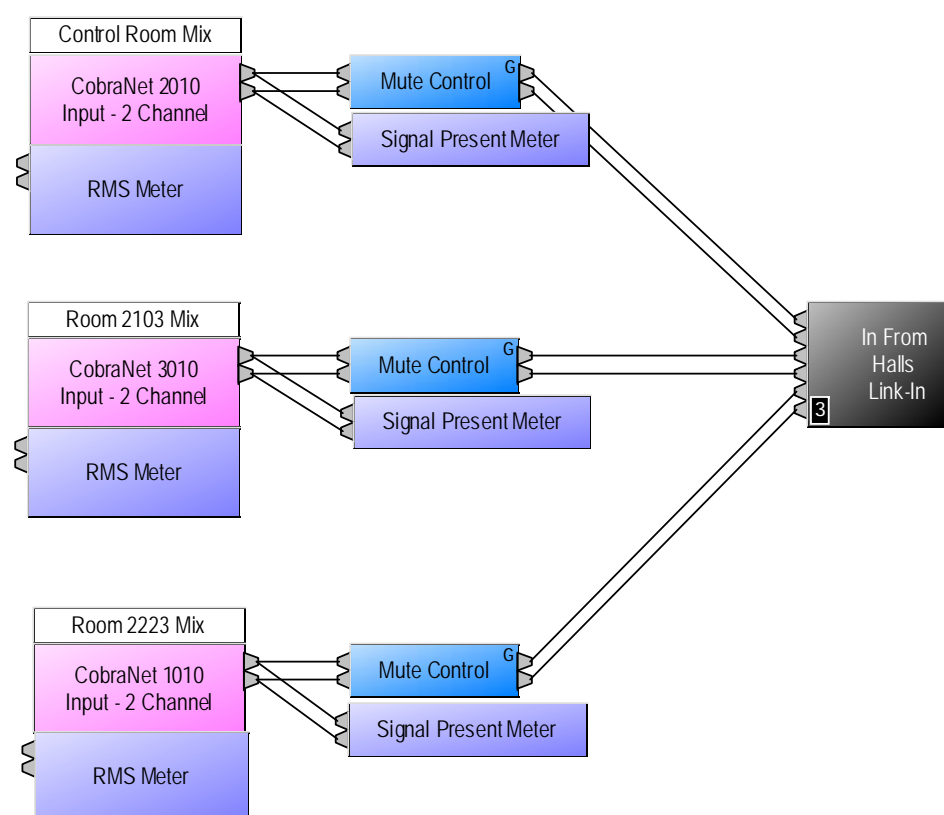 Control Room Mix
CobraNet 2010
Input - 2 Channel
RMS Meter
Mute Control
G
Signal Present Meter
Room 2103 Mix
CobraNet 3010
Input - 2 Channel
RMS Meter
Mute Control
G
Signal Present Meter
In From
Halls
Link-In
3
Room 2223 Mix
CobraNet 1010
Input - 2 Channel
RMS Meter
Mute Control
G
Signal Present Meter